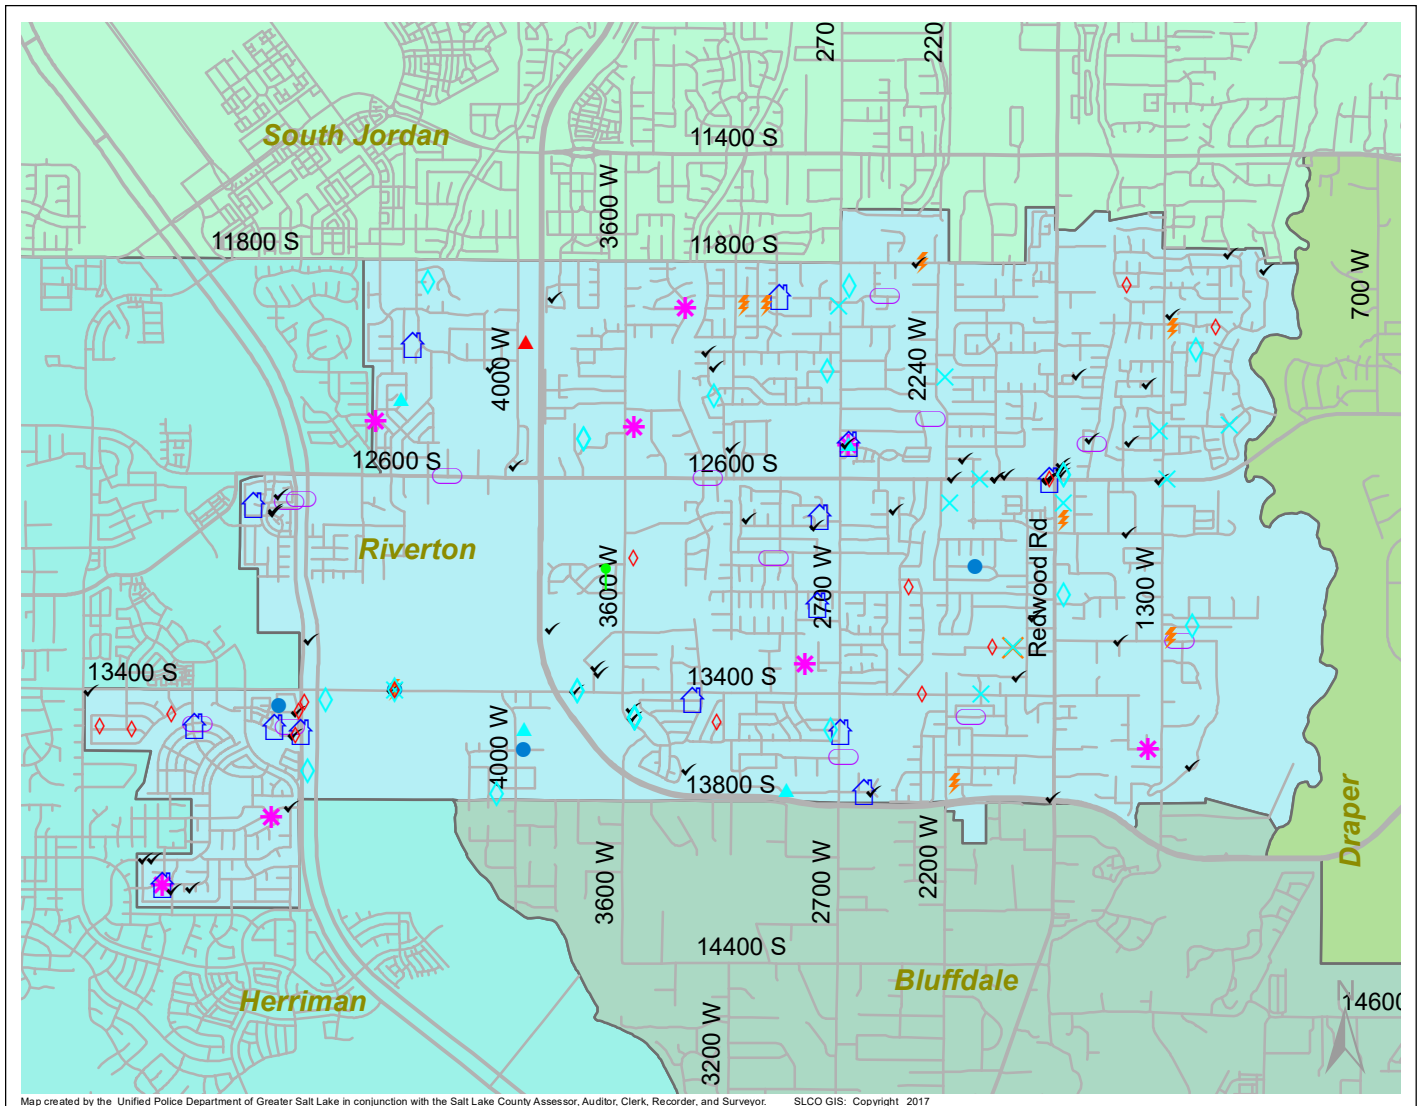 270
220
South Jordan
11400 S
3600 W
11800 S
11800 S
700 W
4000 W
2240 W
12600 S
12600 S
Riverton
3600 W
2700 W
Redwood Rd
1300 W
13400 S
13400 S
4000 W
13800 S
Draper
3600 W
2700 W
2200 W
14400 S
Bluffdale
Herriman
14600
3200 W
Map created by the Unified Police Department of Greater Salt Lake in conjunction with the Salt Lake County Assessor, Auditor, Clerk, Recorder, and Surveyor. SLCO GIS: Copyright 2017